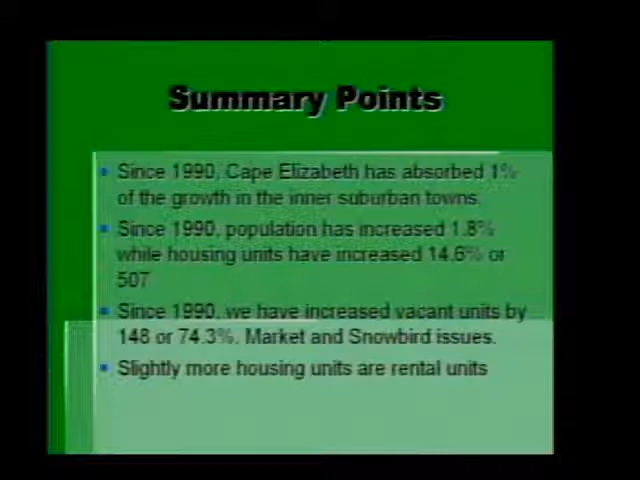 Summary Points
Since 1990, Cape Elizabeth has absorbed 1%
of the growth in the inner suburban towns.
Since 1990, population has increased 1.8%
while housing units have increased 14.6% or
507
Since 1990, we have increased vacant units by
148 or 74.3%. Market and Snowbird issues.
Slightly more housing units are rental units